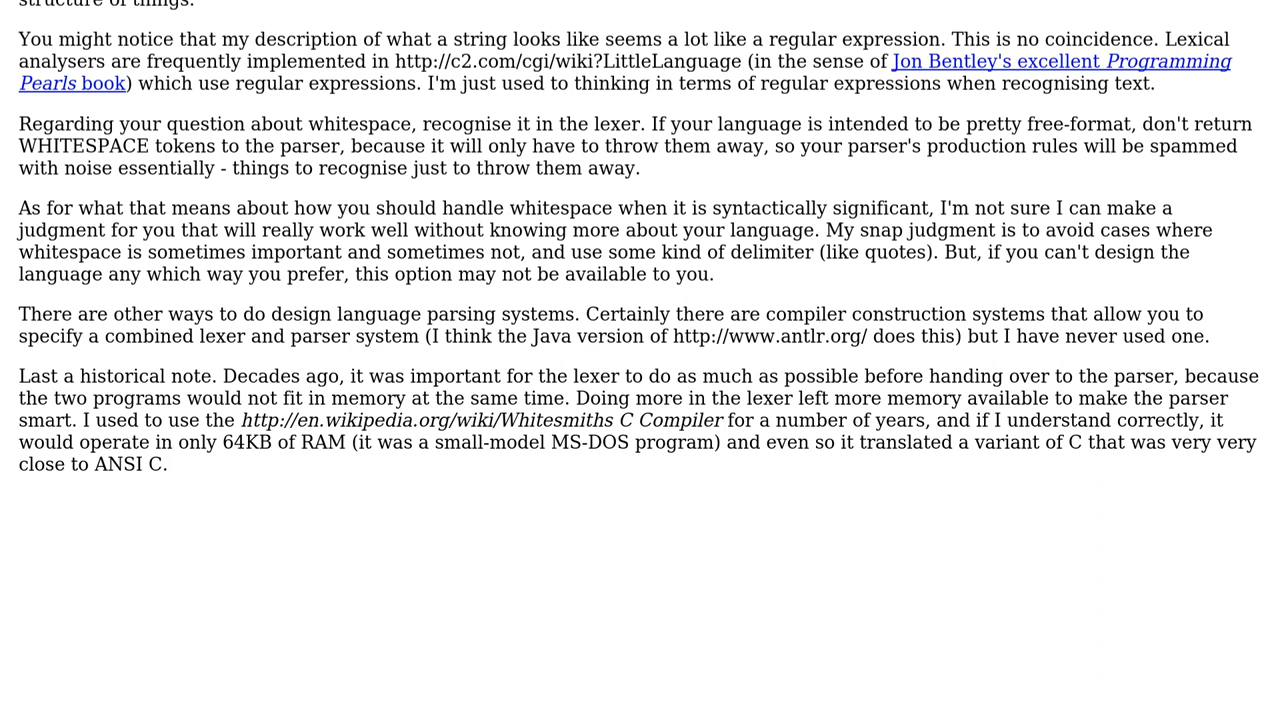 structure of things.
You might notice that my description of what a string looks like seems a lot like a regular expression. This is no coincidence. Lexical
analysers are frequently implemented in http://c2.com/cgi/wiki?LittleLanguage (in the sense of Jon Bentley's excellent Programming
Pearls book) which use regular expressions. I'm just used to thinking in terms of regular expressions when recognising text.
Regarding your question about whitespace, recognise it in the lexer. If your language is intended to be pretty free-format, don't return
WHITESPACE tokens to the parser, because it will only have to throw them away, so your parser's production rules will be spammed
with noise essentially - things to recognise just to throw them away.
As for what that means about how you should handle whitespace when it is syntactically significant, I'm not sure I can make a
judgment for you that will really work well without knowing more about your language. My snap judgment is to avoid cases where
whitespace is sometimes important and sometimes not, and use some kind of delimiter (like quotes). But, if you can't design the
language any which way you prefer, this option may not be available to you.
There are other ways to do design language parsing systems. Certainly there are compiler construction systems that allow you to
specify a combined lexer and parser system (I think the Java version of http://www.antlr.org/ does this) but I have never used one.
Last a historical note. Decades ago, it was important for the lexer to do as much as possible before handing over to the parser, because
the two programs would not fit in memory at the same time. Doing more in the lexer left more memory available to make the parser
smart. I used to use the http://en.wikipedia.org/wiki/Whitesmiths C Compiler for a number of years, and if I understand correctly, it
would operate in only 64KB of RAM (it was a small-model MS-DOS program) and even so it translated a variant of C that was very very
close to ANSI C.